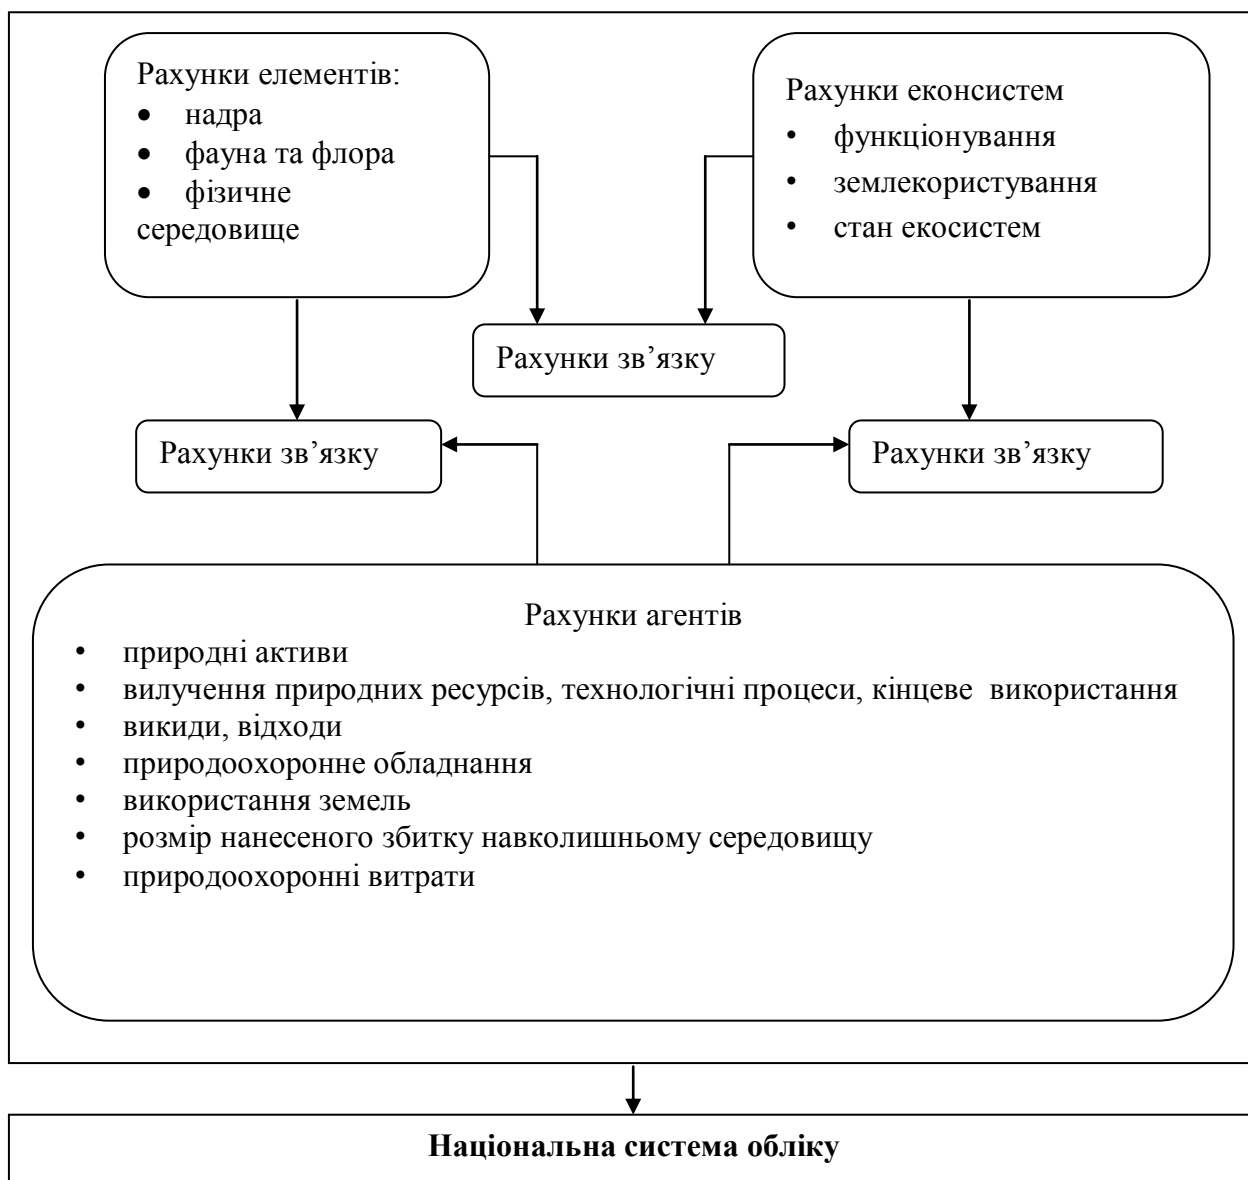 Рахунки елементів:
• надра
• фауна та флора
• фізичне
середовище
Рахунки еконсистем
• функціонування
• землекористування
• стан екосистем
Рахунки зв’язку
Рахунки зв’язку
Рахунки зв’язку
Рахунки агентів
• природні активи
• вилучення природних ресурсів, технологічні процеси, кінцеве використання
• викиди, відходи
• природоохоронне обладнання
• використання земель
• розмір нанесеного збитку навколишньому середовищу
• природоохоронні витрати
Національна система обліку